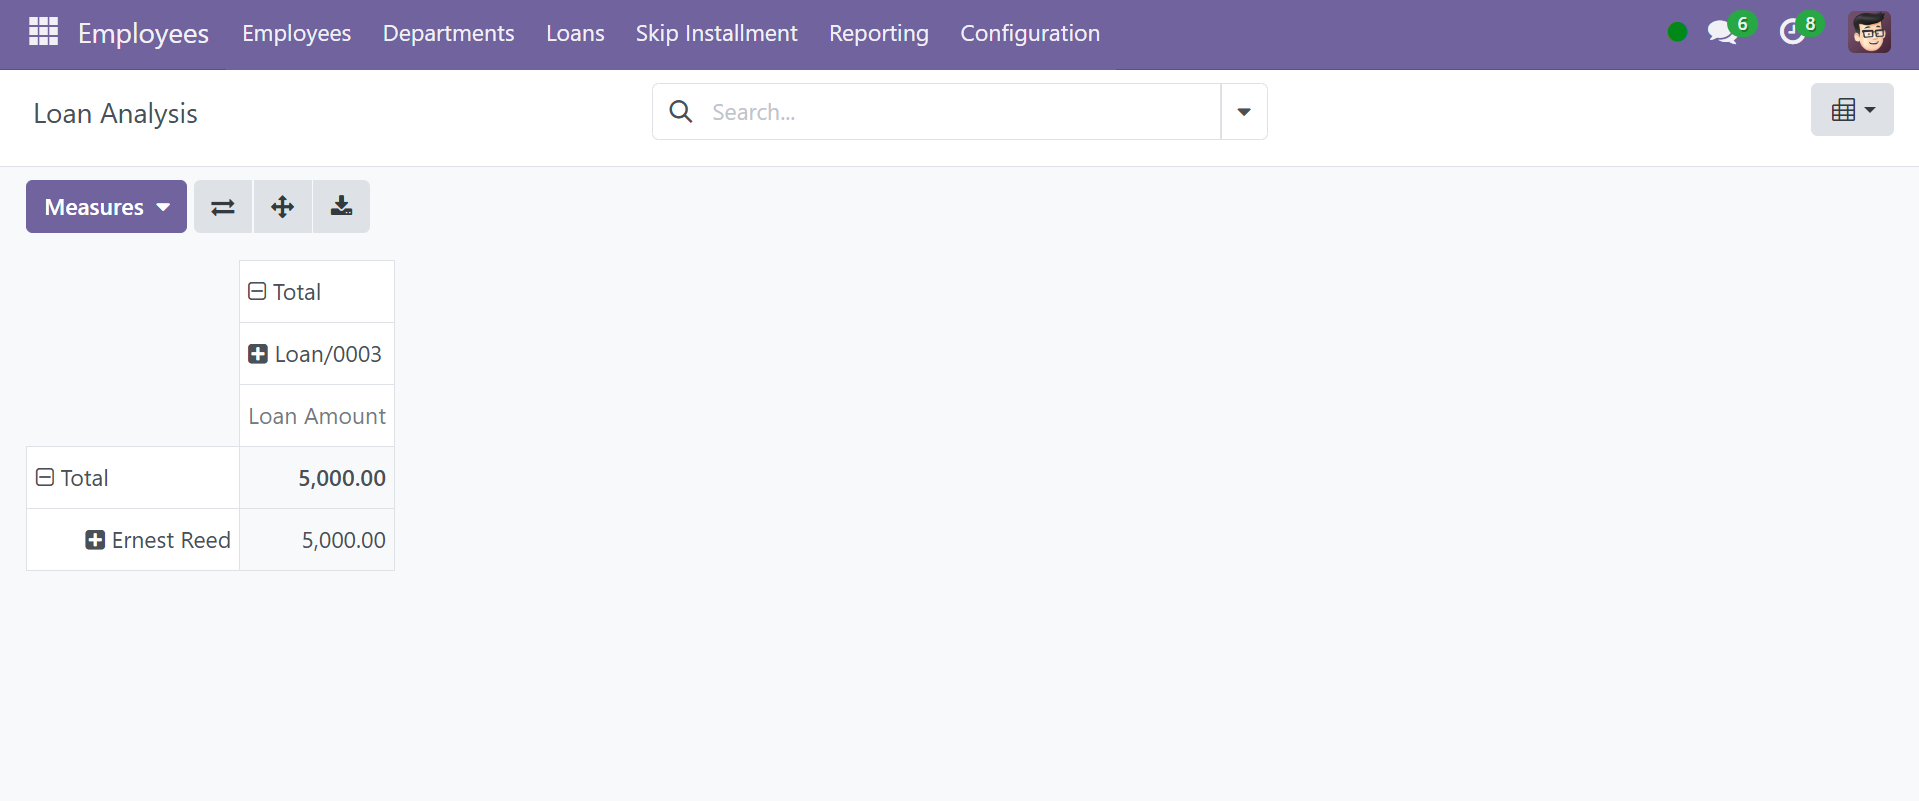 Employees Employees Departments Loans Skip Installment Reporting Configuration 6 8
Loan Analysis Search...
Measures
Total
Loan/0003
Loan Amount
Total 5,000.00
Ernest Reed 5,000.00